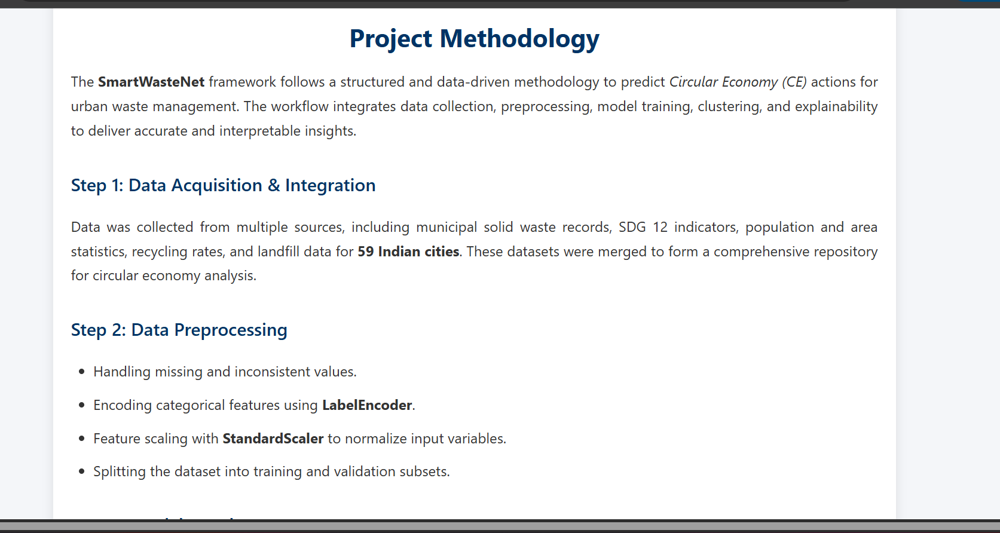 Project Methodology
The SmartWasteNet framework follows a structured and data-driven methodology to predict Circular Economy (CE) actions for
urban waste management. The workflow integrates data collection, preprocessing, model training, clustering, and explainability
to deliver accurate and interpretable insights.
Step 1: Data Acquisition & Integration
Data was collected from multiple sources, including municipal solid waste records, SDG 12 indicators, population and area
statistics, recycling rates, and landfill data for 59 Indian cities. These datasets were merged to form a comprehensive repository
for circular economy analysis.
Step 2: Data Preprocessing
• Handling missing and inconsistent values.
• Encoding categorical features using LabelEncoder.
• Feature scaling with StandardScaler to normalize input variables.
• Splitting the dataset into training and validation subsets.